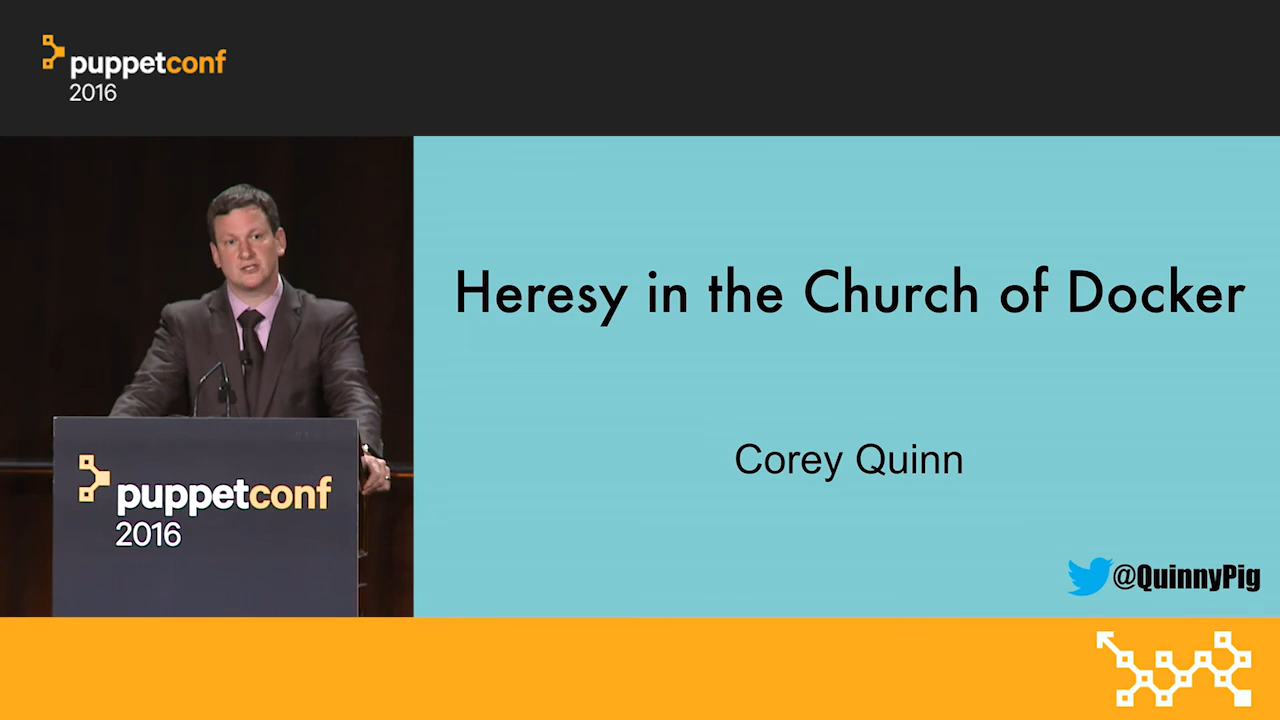 puppetconf
2016
Heresy in the Church of Docker
Corey Quinn
@QuinnyPig
puppetconf
2016